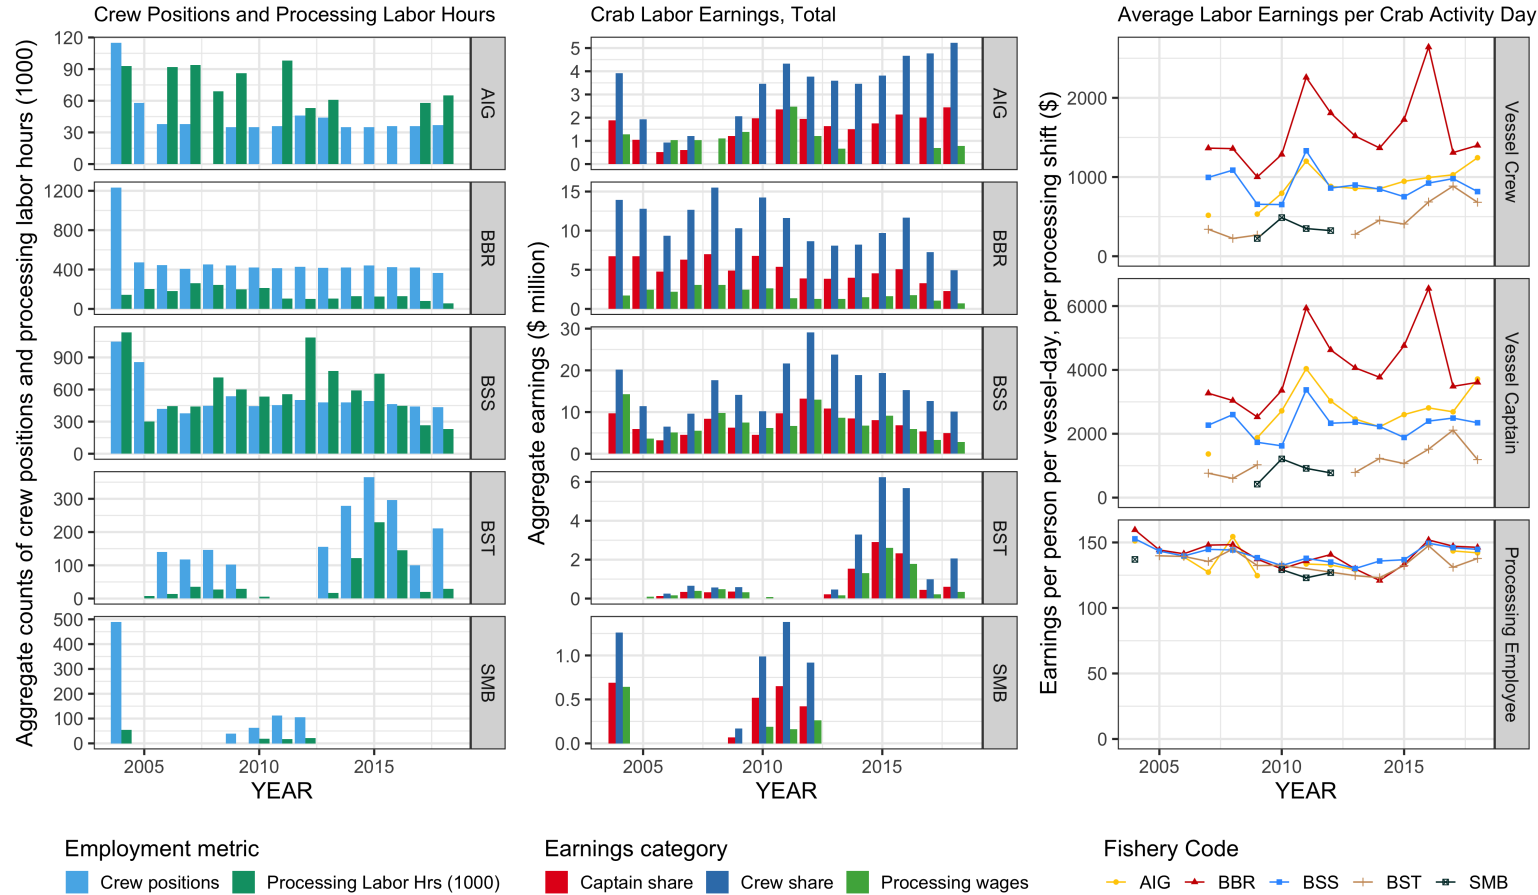 Crew Positions and Processing Labor Hours
Aggregate counts of crew positions and processing labor hours (1000)
120
90
60
30
0
AIG
1200
800
400
0
BBR
900
600
300
0
BSS
300
200
100
0
BST
500
400
300
200
100
0
SMB
2005 2010 2015
YEAR
Employment metric
Crew positions Processing Labor Hrs (1000)
Crab Labor Earnings, Total
Aggregate earnings ($ million)
5
4
3
2
1
0
AIG
15
10
5
0
BBR
30
20
10
0
BSS
6
4
2
0
BST
1.0
0.5
0.0
SMB
2005 2010 2015
YEAR
Earnings category
Captain share Crew share Processing wages
Average Labor Earnings per Crab Activity Day
Earnings per person per vessel-day, per processing shift ($)
2000
1000
0
Vessel Crew
6000
4000
2000
0
Vessel Captain
150
100
50
0
Processing Employee
2005 2010 2015
YEAR
Fishery Code
AIG BBR BSS BST SMB